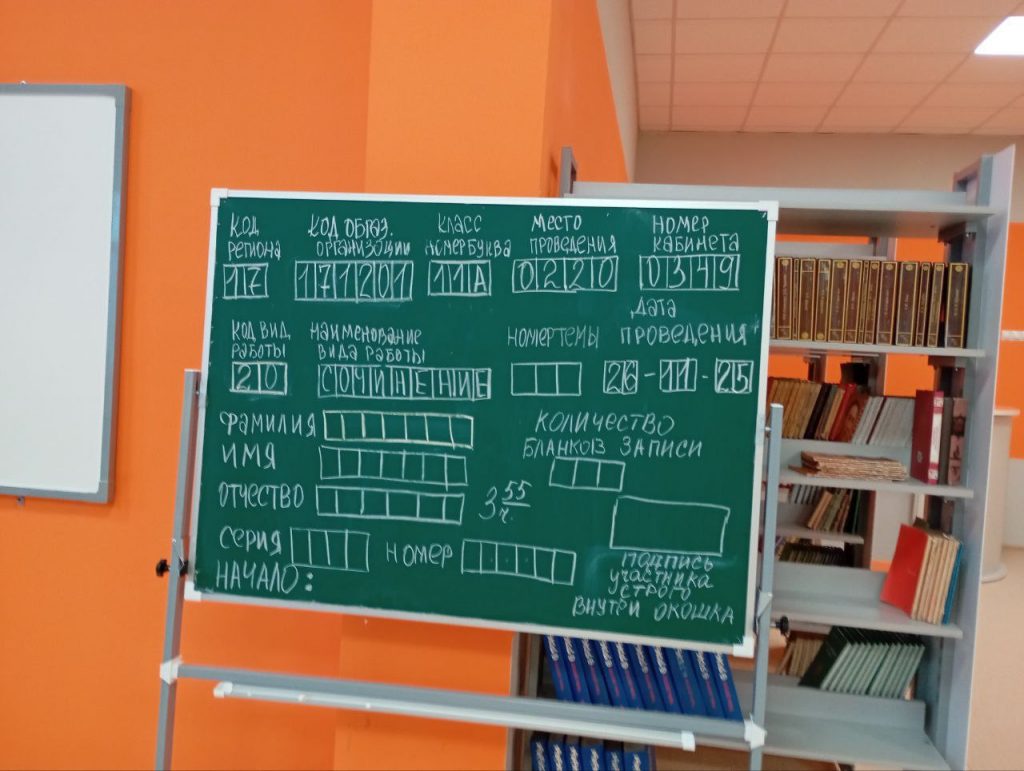 КОД КОД ОБРАЗ. КЛАСС МЕСТО НОМЕР
РЕГИОНА ОРГАНИЗАЦИИ НОМЕР БУКВА ПРОВЕДЕНИЯ КАБИНЕТА
17 171201 11А 0220 0349
ДАТА
КОД ВИД. НАИМЕНОВАНИЕ НОМЕР ТЕМЫ ПРОВЕДЕНИЯ
РАБОТЫ ВИДА РАБОТЫ
20 СОЧИНЕНИЕ 26-11-25
ФАМИЛИЯ КОЛИЧЕСТВО
ИМЯ БЛАНКОВ ЗАПИСИ
ОТЧЕСТВО 3 55/ч.
СЕРИЯ НОМЕР ПОДПИСЬ
НАЧАЛО: УЧАСТНИКА
СТРОГО
ВНУТРИ ОКОШКА